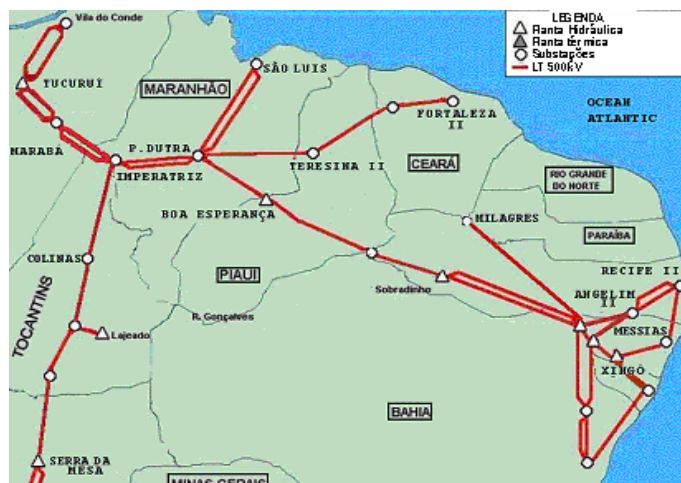 Vila do Conde
LEGENDA
Planta Hidráulica
Planta térmica
Substações
LT 500kV
TUCURUÍ
MARANHÃO
SÃO LUIS
OCEAN
ATLANTIC
FORTALEZA
II
MARABÁ
P. DUTRA
IMPERATRIZ
TERESINA II
CEARÁ
RIO GRANDE
DO NORTE
BOA ESPERANÇA
MILAGRES
PARAÍBA
COLINAS
PIAUI
Sobradinho
RECIFE II
ANGELIM
II
R. Gonçalves
MESSIAS
TOCANTINS
Lajeado
XINGÓ
BAHIA
SERRA DA
MESA
MINAS GERAIS